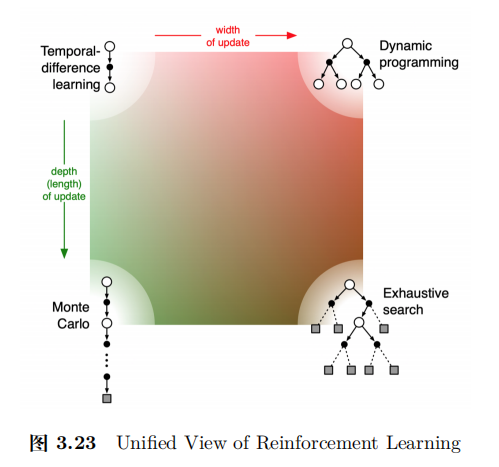 width
of update
Temporal-
difference
learning
Dynamic
programming
depth
(length)
of update
Monte
Carlo
Exhaustive
search
图 3.23 Unified View of Reinforcement Learning